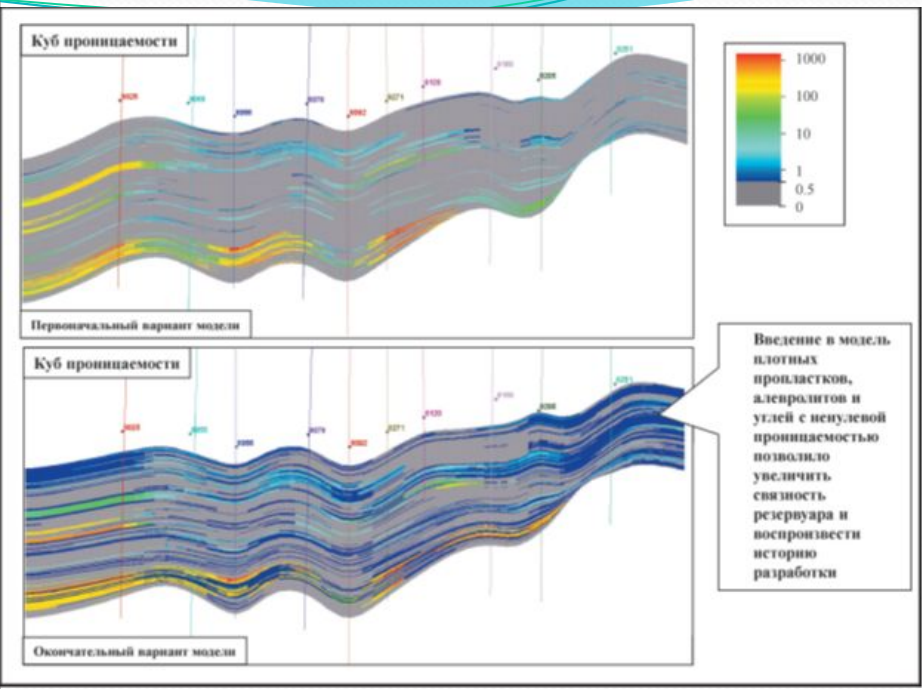 Куб проницаемости
Первоначальный вариант модели
1000
100
10
1
0.5
0
Куб проницаемости
Окончательный вариант модели
Введение в модель
плотных
пропластков,
алевролитов и
углей с ненулевой
проницаемостью
позволило
увеличить
связность
резервуара и
воспроизвести
историю
разработки